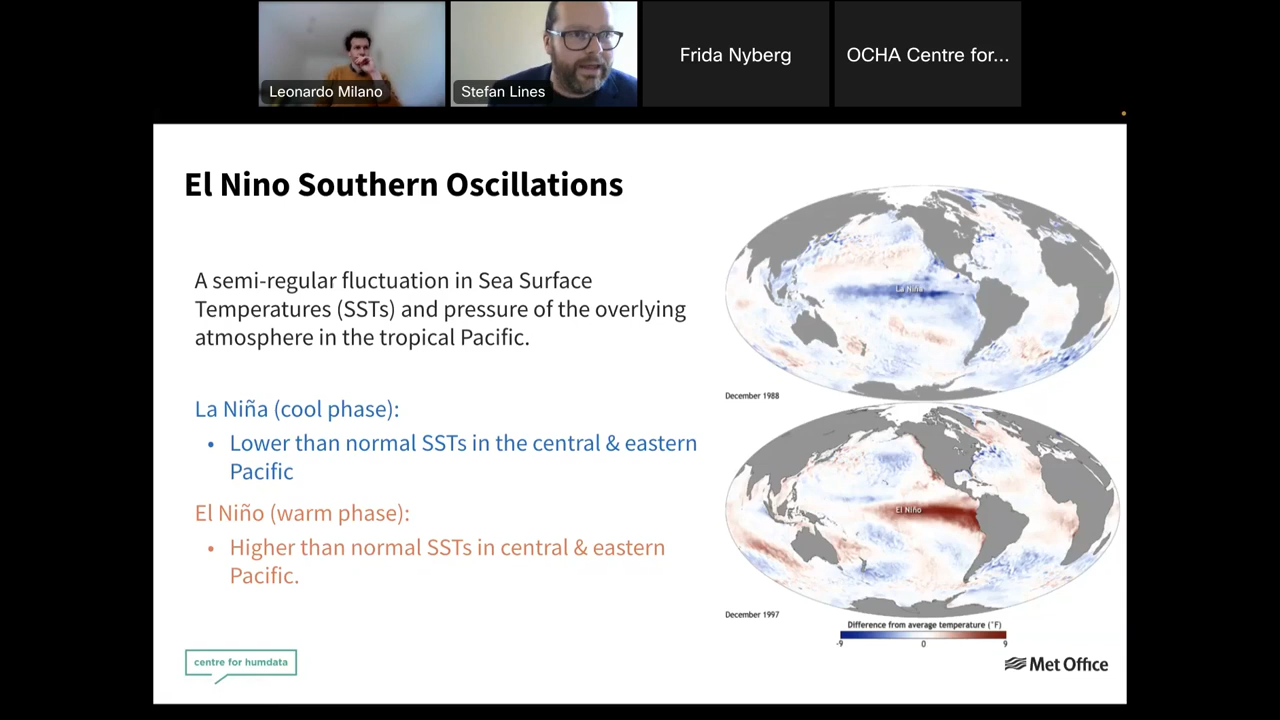 Leonardo Milano
Stefan Lines
Frida Nyberg
OCHA Centre for...
El Nino Southern Oscillations
A semi-regular fluctuation in Sea Surface
Temperatures (SSTs) and pressure of the overlying
atmosphere in the tropical Pacific.
La Niña (cool phase):
• Lower than normal SSTs in the central & eastern
Pacific
El Niño (warm phase):
• Higher than normal SSTs in central & eastern
Pacific.
La Niña
December 1988
El Niño
December 1997
Difference from average temperature (°F)
-9 0 9
centre for humdata
Met Office